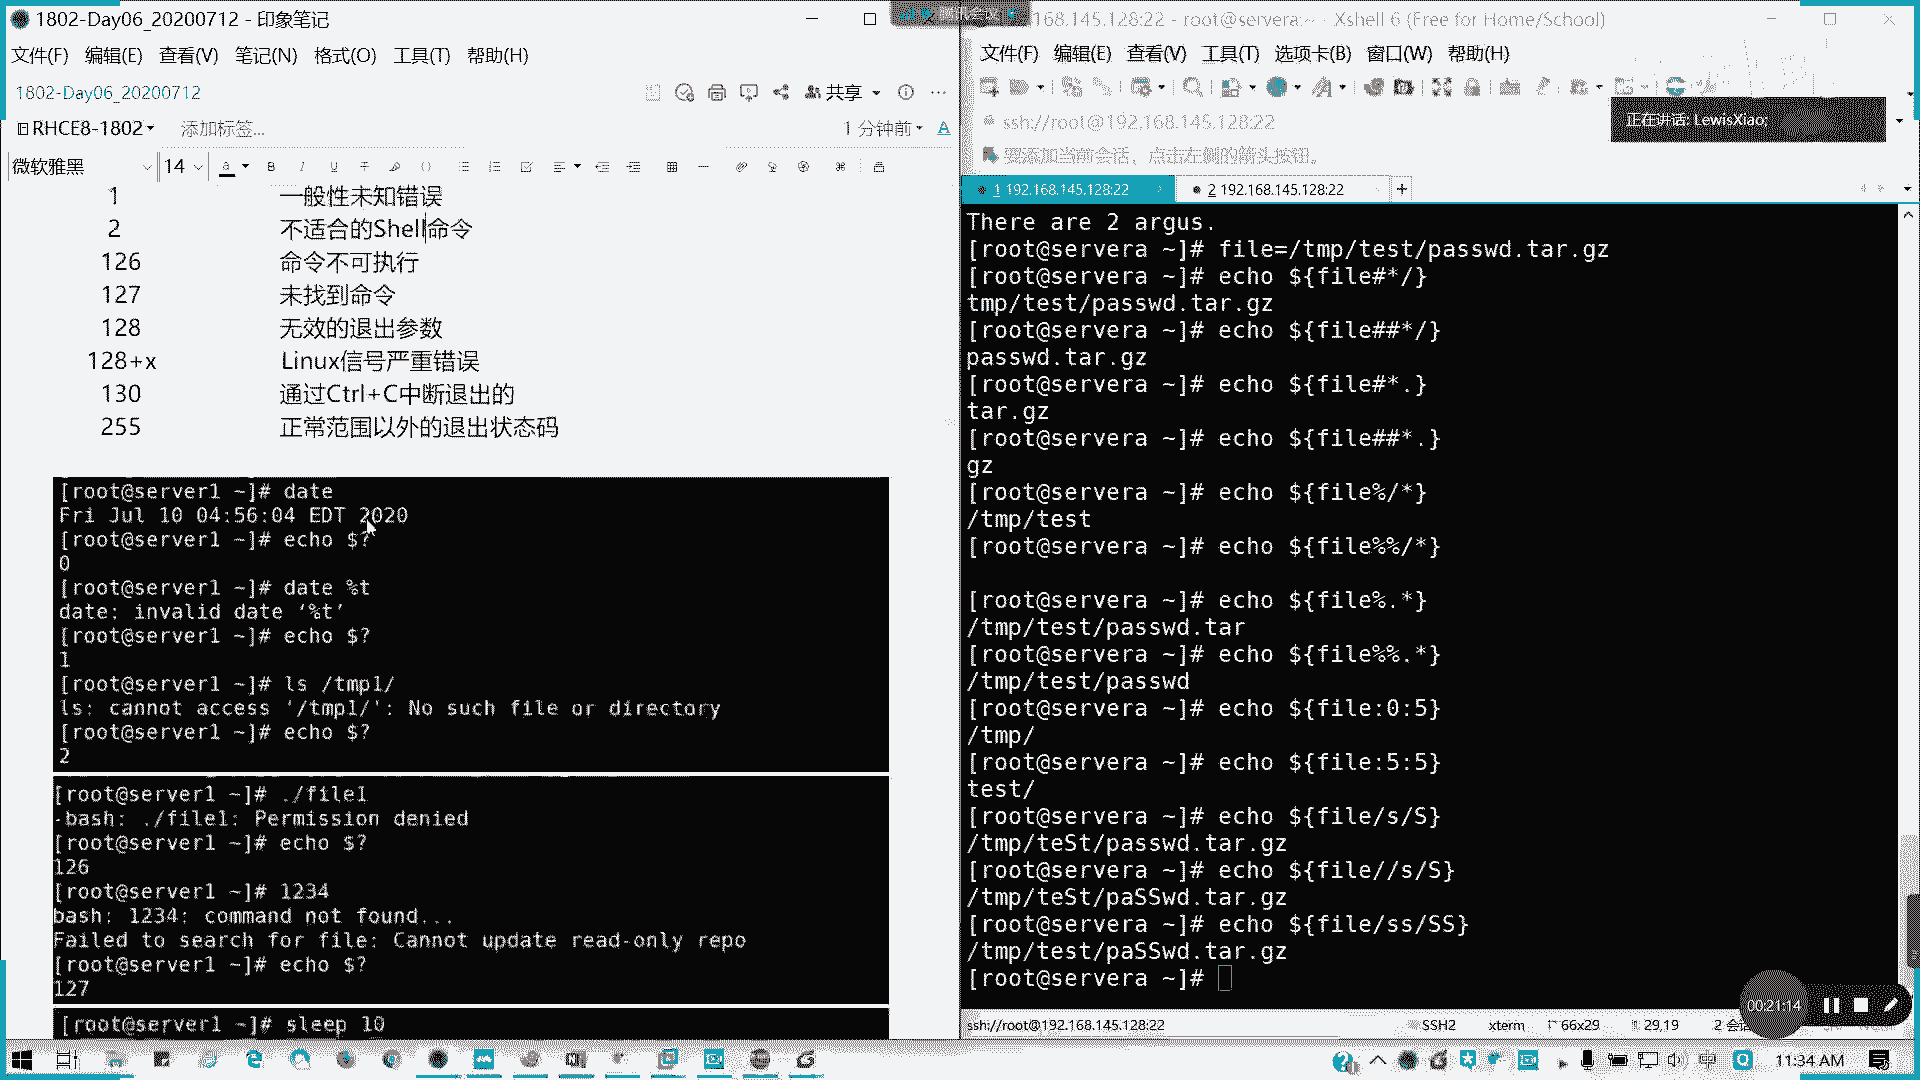 1802-Day06_20200712 - 印象笔记
文件(F) 编辑(E) 查看(V) 笔记(N) 格式(O) 工具(T) 帮助(H)
1802-Day06_20200712
共享
RHCE8-1802
添加标签...
1 分钟前
微软雅黑 14
1 一般性未知错误
2 不适合的Shell命令
126 命令不可执行
127 未找到命令
128 无效的退出参数
128+x Linux信号严重错误
130 通过Ctrl+C中断退出的
255 正常范围以外的退出状态码
[root@server1 ~]# date
Fri Jul 10 04:56:04 EDT 2020
[root@server1 ~]# echo $?
0
[root@server1 ~]# date %t
date: invalid date ‘%t’
[root@server1 ~]# echo $?
1
[root@server1 ~]# ls /tmp1/
ls: cannot access '/tmp1/': No such file or directory
[root@server1 ~]# echo $?
2
[root@server1 ~]# ./file1
-bash: ./file1: Permission denied
[root@server1 ~]# echo $?
126
[root@server1 ~]# 1234
bash: 1234: command not found...
Failed to search for file: Cannot update read-only repo
[root@server1 ~]# echo $?
127
[root@server1 ~]# sleep 10
腾讯会议
168.145.128:22 - root@servera:~ - Xshell 6 (Free for Home/School)
文件(F) 编辑(E) 查看(V) 工具(T) 选项卡(B) 窗口(W) 帮助(H)
ssh://root@192.168.145.128:22
正在讲话: LewisXiao;
要添加当前会话，点击左侧的箭头按钮。
1 192.168.145.128:22
2 192.168.145.128:22
There are 2 argus.
[root@servera ~]# file=/tmp/test/passwd.tar.gz
[root@servera ~]# echo ${file#*/}
tmp/test/passwd.tar.gz
[root@servera ~]# echo ${file##*/}
passwd.tar.gz
[root@servera ~]# echo ${file#*.}
tar.gz
[root@servera ~]# echo ${file##*.}
gz
[root@servera ~]# echo ${file%/*}
/tmp/test
[root@servera ~]# echo ${file%%/*}
[root@servera ~]# echo ${file%.*}
/tmp/test/passwd.tar
[root@servera ~]# echo ${file%%.*}
/tmp/test/passwd
[root@servera ~]# echo ${file:0:5}
/tmp/
[root@servera ~]# echo ${file:5:5}
test/
[root@servera ~]# echo ${file/s/S}
/tmp/teSt/passwd.tar.gz
[root@servera ~]# echo ${file//s/S}
/tmp/teSt/paSSwd.tar.gz
[root@servera ~]# echo ${file/ss/SS}
/tmp/test/paSSwd.tar.gz
[root@servera ~]#
00:21:14
ssh://root@192.168.145.128:22 SSH2 xterm 66x29 29,19
11:34 AM